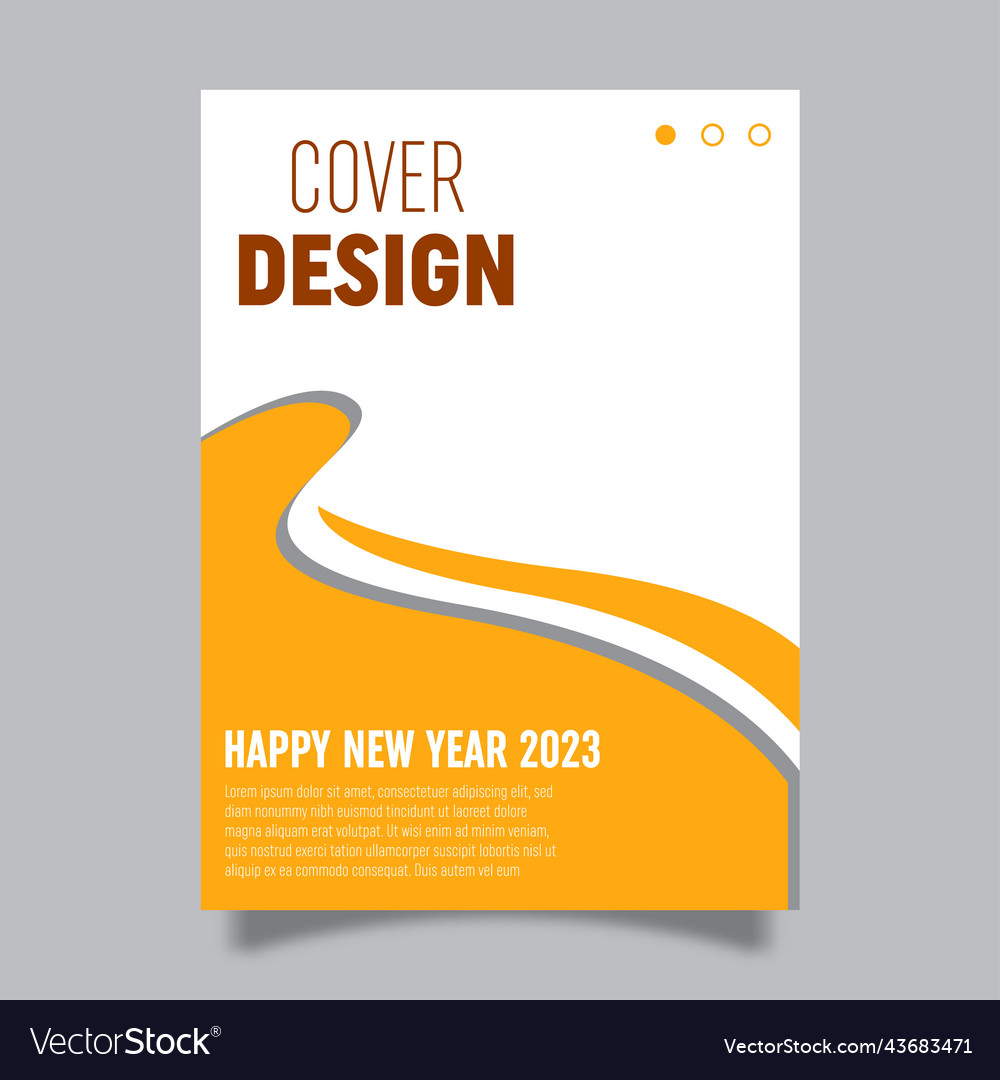 COVER
DESIGN
HAPPY NEW YEAR 2023
Lorem ipsum dolor sit amet, consectetuer adipiscing elit, sed
diam nonummy nibh euismod tincidunt ut laoreet dolore
magna aliquam erat volutpat. Ut wisi enim ad minim veniam,
quis nostrud exerci tation ullamcorper suscipit lobortis nisl ut
aliquip ex ea commodo consequat. Duis autem vel eum
VectorStock®
VectorStock.com/43683471